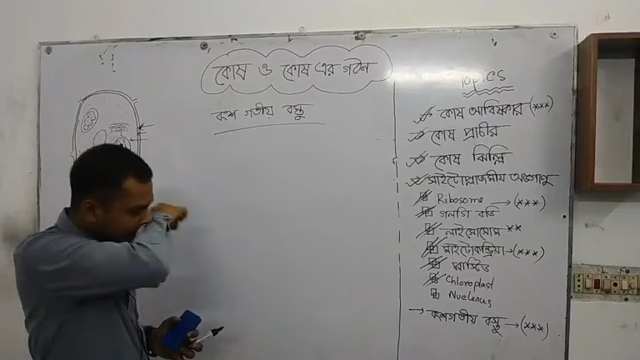 কোষ ও কোষ এর গঠন
বংশ গতীয় বস্তু
Topics
কোষ আবিষ্কার (***)
কোষ প্রাচীর
কোষ ঝিল্লি
সাইটোপ্লাজমীয় অঙ্গাণু
Ribosome → (***)
গলগি বডি
লাইসোসোম **
মাইটোকন্ড্রিয়া → (***)
প্লাস্টিড
Chloroplast
Nucleous
→ বংশগতীয় বস্তু → (***)